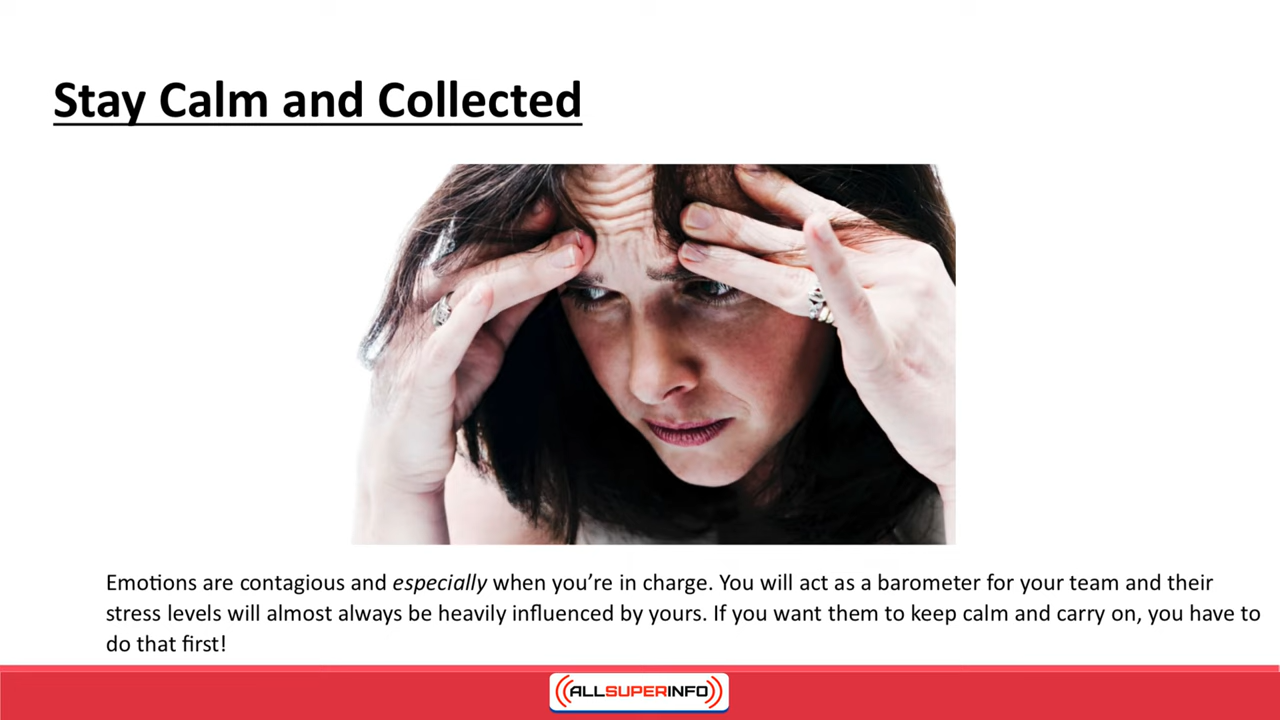 Stay Calm and Collected
Emotions are contagious and especially when you’re in charge. You will act as a barometer for your team and their
stress levels will almost always be heavily influenced by yours. If you want them to keep calm and carry on, you have to
do that first!
ALLSUPERINFO